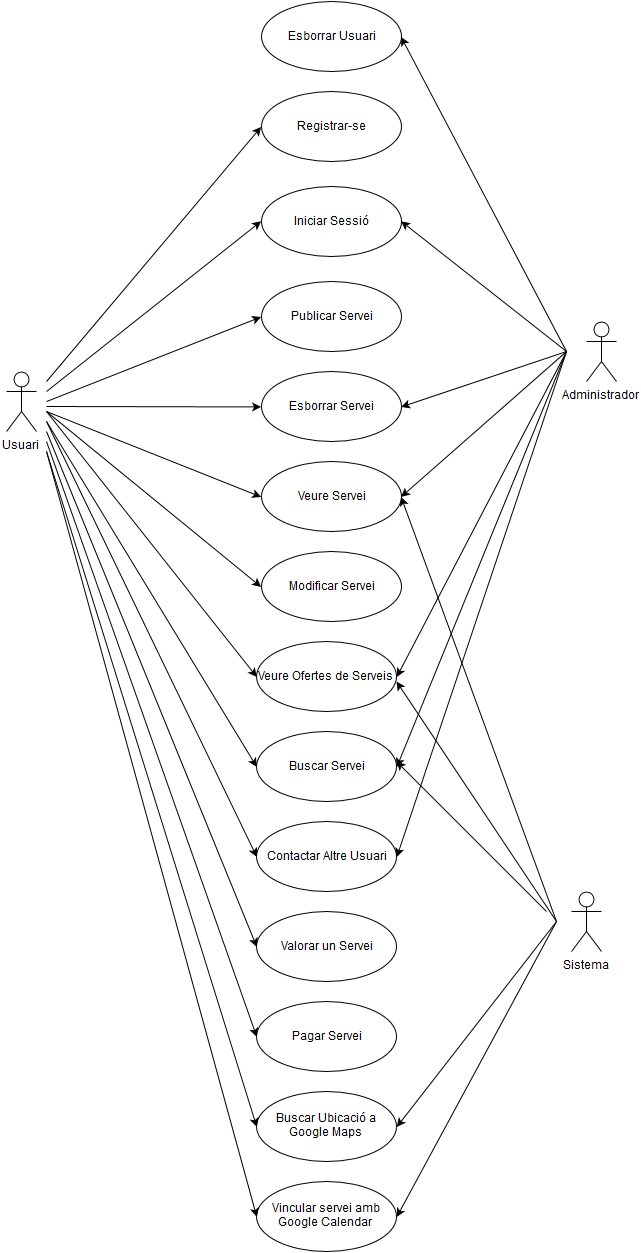 Esborrar Usuari
Registrar-se
Iniciar Sessió
Publicar Servei
Administrador
Esborrar Servei
Usuari
Veure Servei
Modificar Servei
Veure Ofertes de Serveis
Buscar Servei
Contactar Altre Usuari
Valorar un Servei
Sistema
Pagar Servei
Buscar Ubicació a
Google Maps
Vincular servei amb
Google Calendar